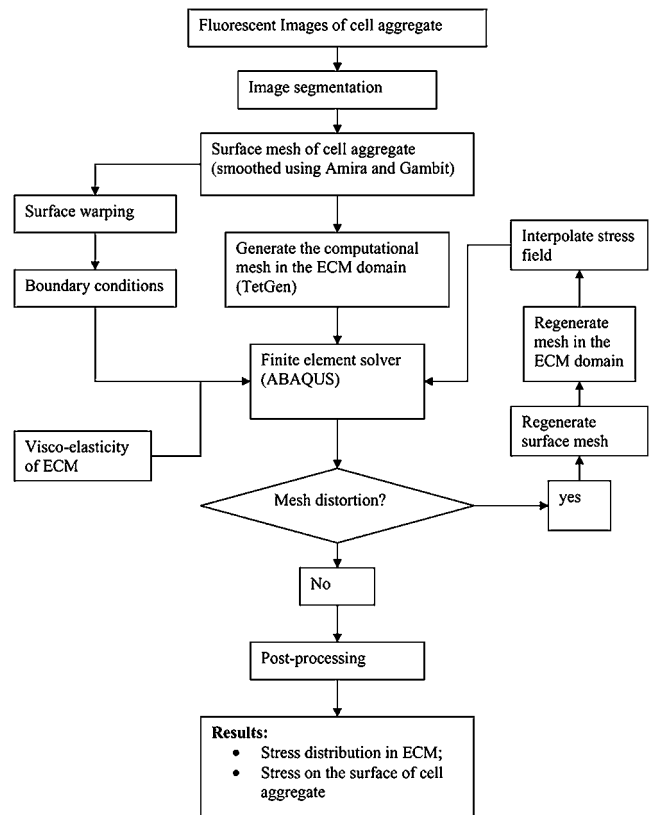 Fluorescent Images of cell aggregate
Image segmentation
Surface mesh of cell aggregate
(smoothed using Amira and Gambit)
Surface warping
Generate the computational
mesh in the ECM domain
(TetGen)
Interpolate stress
field
Boundary conditions
Regenerate
mesh in the
ECM domain
Finite element solver
(ABAQUS)
Regenerate
surface mesh
Visco-elasticity
of ECM
Mesh distortion?
yes
No
Post-processing
Results:
• Stress distribution in ECM;
• Stress on the surface of cell
aggregate